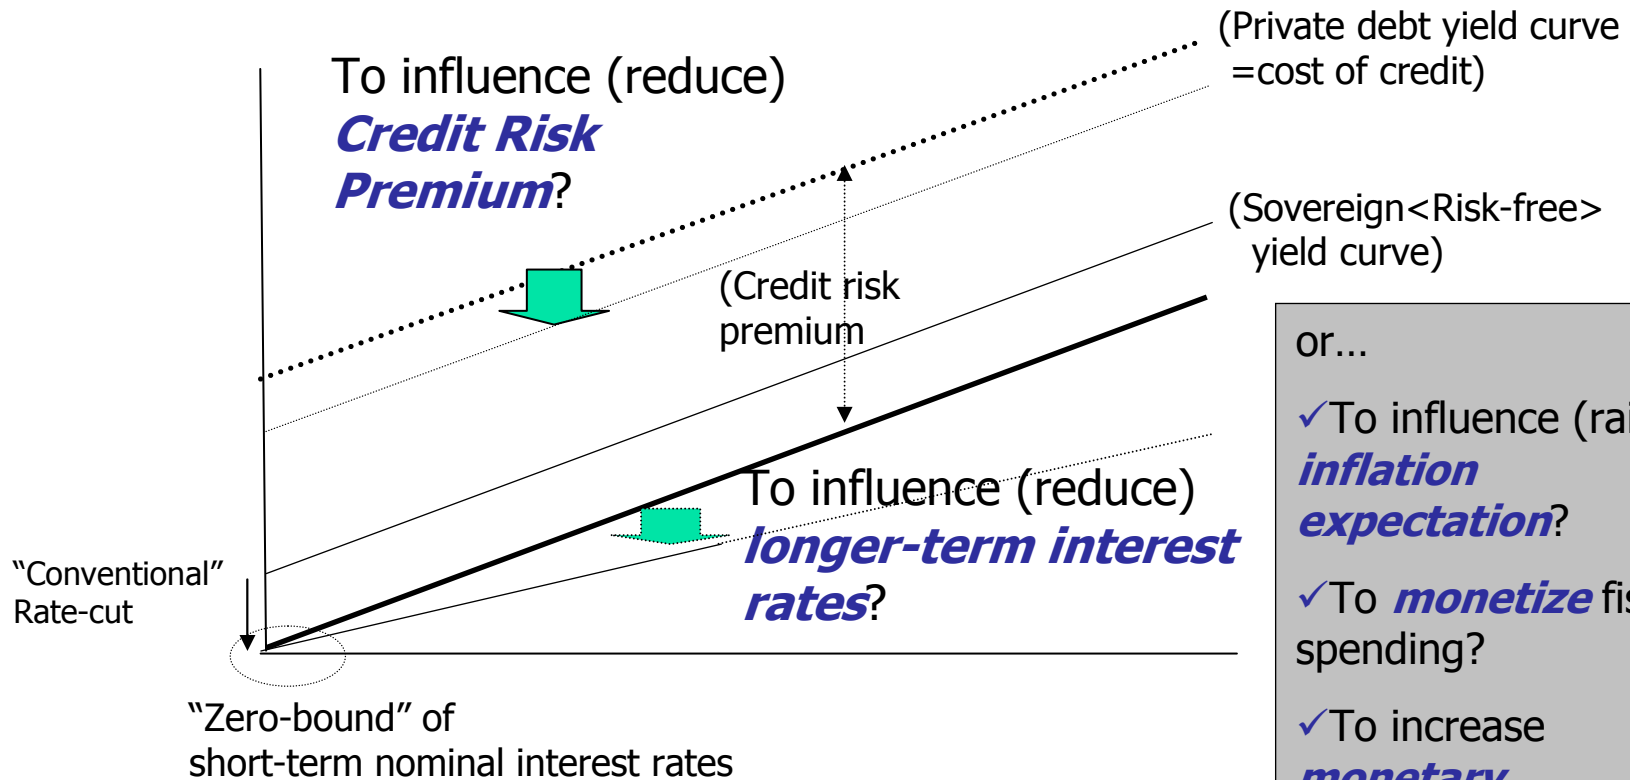 (Private debt yield curve
=cost of credit)
To influence (reduce)
Credit Risk
Premium?
(Sovereign<Risk-free>
yield curve)
(Credit risk
premium
or...
✓To influence (rai
inflation
expectation?
✓To monetize fis
spending?
✓To increase
monetary
To influence (reduce)
longer-term interest
rates?
“Conventional”
Rate-cut
“Zero-bound” of
short-term nominal interest rates